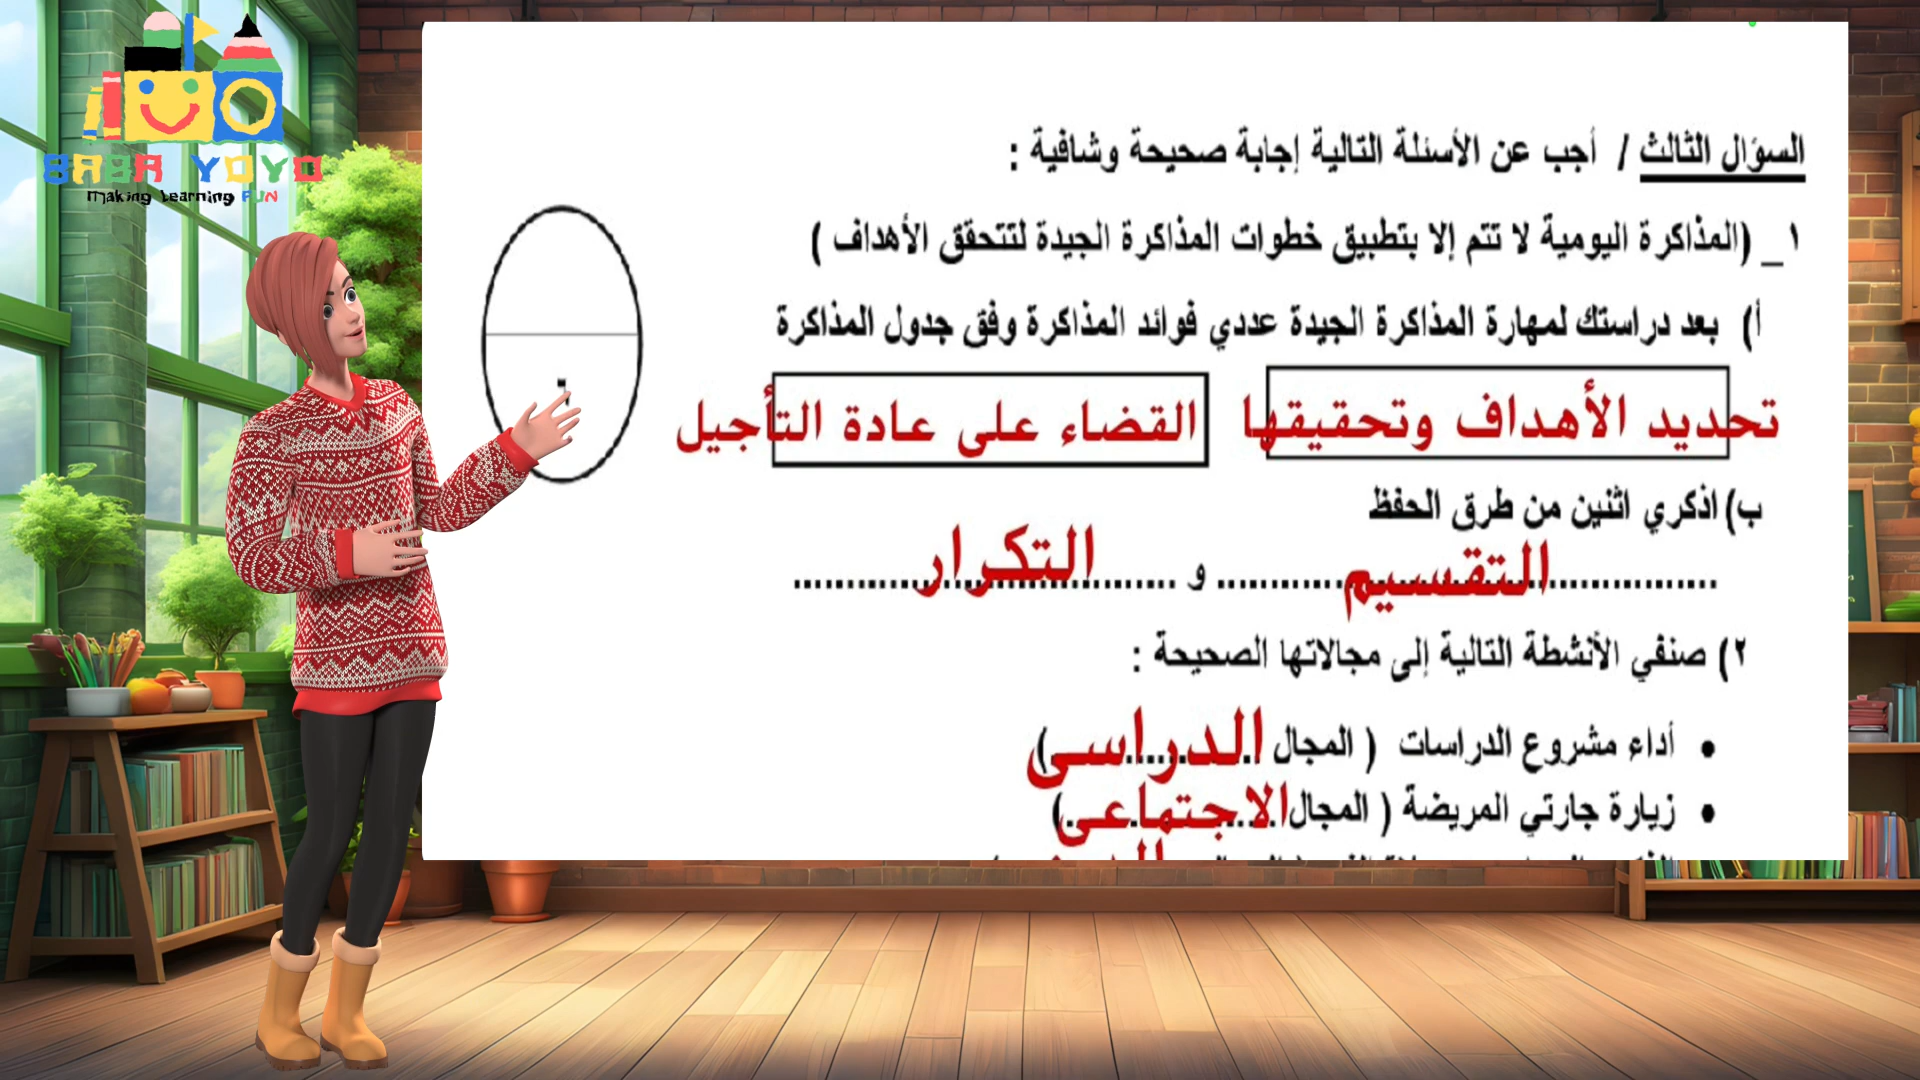 BABA YOYO
making learning FUN
السؤال الثالث / أجب عن الأسئلة التالية إجابة صحيحة وشافية :
١_ (المذاكرة اليومية لا تتم إلا بتطبيق خطوات المذاكرة الجيدة لتتحقق الأهداف )
أ) بعد دراستك لمهارة المذاكرة الجيدة عددي فوائد المذاكرة وفق جدول المذاكرة
تحديد الأهداف وتحقيقها القضاء على عادة التأجيل
ب) اذكري اثنين من طرق الحفظ
التقسيم و التكرار
٢) صنفي الأنشطة التالية إلى مجالاتها الصحيحة :
• أداء مشروع الدراسات ( المجال الدراسى )
• زيارة جارتي المريضة ( المجال الاجتماعى )